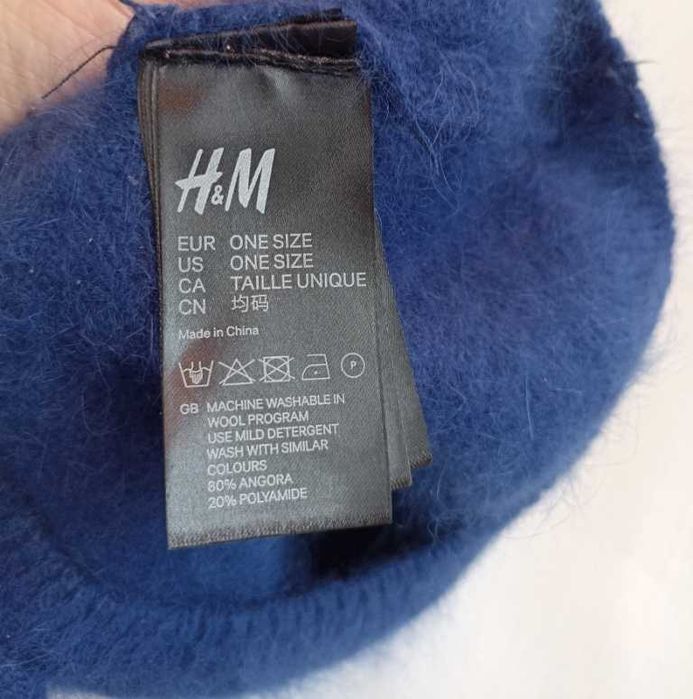 H&M
EUR ONE SIZE
US ONE SIZE
CA TAILLE UNIQUE
CN 均码
Made in China
P
GB MACHINE WASHABLE IN
WOOL PROGRAM
USE MILD DETERGENT
WASH WITH SIMILAR
COLOURS
80% ANGORA
20% POLYAMIDE